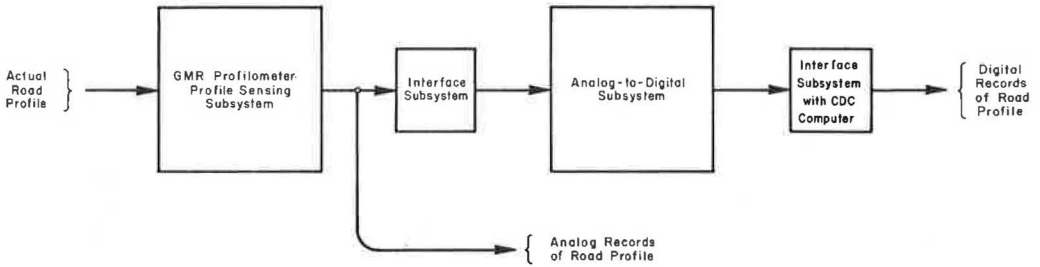 Actual
Road
Profile
GMR Profilometer-
Profile Sensing
Subsystem
Interface
Subsystem
Analog-to-Digital
Subsystem
Interface
Subsystem
with CDC
Computer
Digital
Records
of Road
Profile
Analog Records
of Road Profile